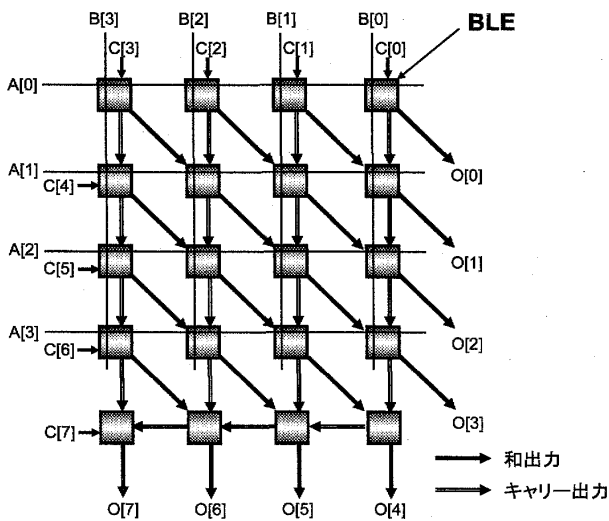 B[3] B[2] B[1] B[0]
BLE
C[3] C[2] C[1] C[0]
A[0]
O[0]
A[1]
C[4]
O[1]
A[2]
C[5]
O[2]
A[3]
C[6]
O[3]
C[7]
和出力
キャリー出力
O[7] O[6] O[5] O[4]